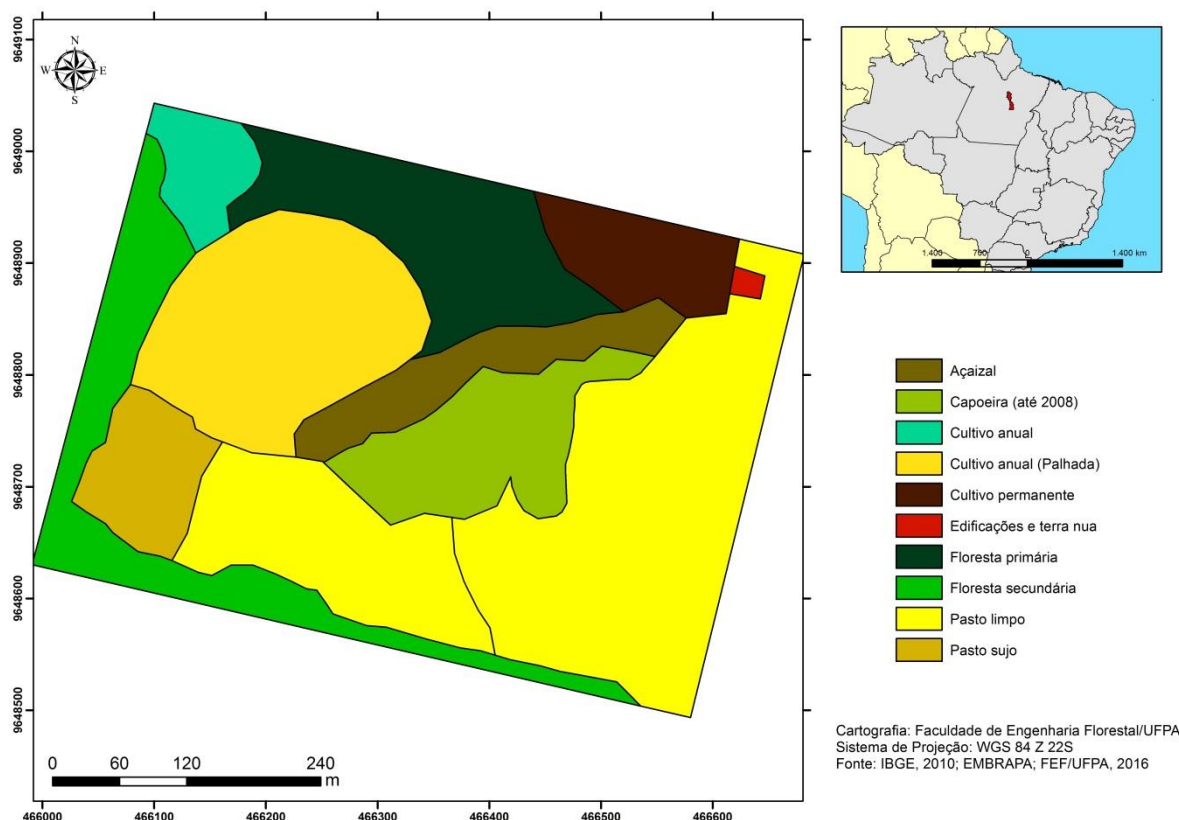 9649100
9649000
9648900
9648800
9648700
9648600
9648500
N
W
E
S
0 60 120 240
m
466000 466100 466200 466300 466400 466500 466600
1.400 700 0 1.400 km
Açaizal
Capoeira (até 2008)
Cultivo anual
Cultivo anual (Palhada)
Cultivo permanente
Edificações e terra nua
Floresta primária
Floresta secundária
Pasto limpo
Pasto sujo
Cartografia: Faculdade de Engenharia Florestal/UFPA
Sistema de Projeção: WGS 84 Z 22S
Fonte: IBGE, 2010; EMBRAPA; FEF/UFPA, 2016